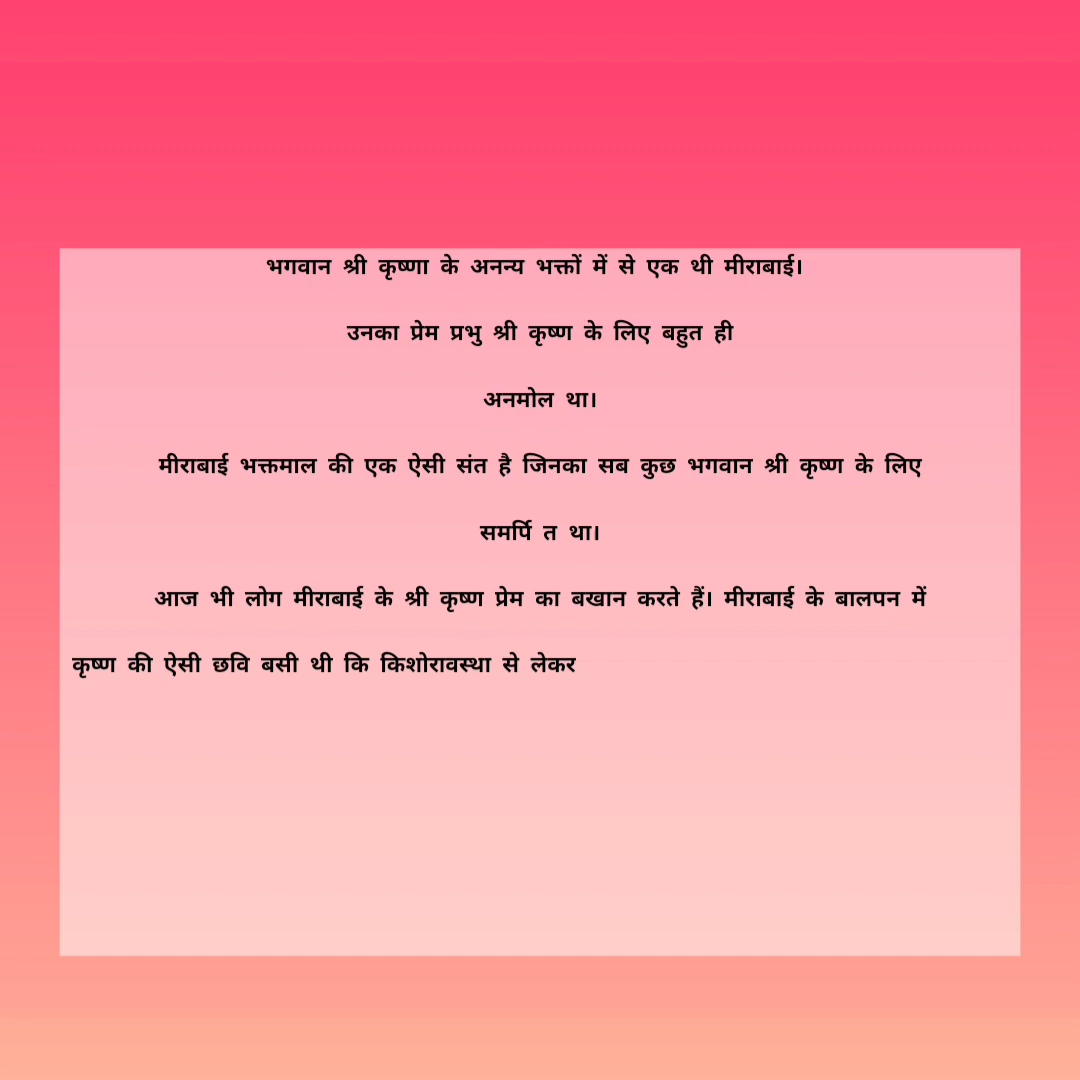 भगवान श्री कृष्णा के अनन्य भक्तों में से एक थी मीराबाई।
उनका प्रेम प्रभु श्री कृष्ण के लिए बहुत ही
अनमोल था।
मीराबाई भक्तमाल की एक ऐसी संत है जिनका सब कुछ भगवान श्री कृष्ण के लिए
समर्पि त था।
आज भी लोग मीराबाई के श्री कृष्ण प्रेम का बखान करते हैं। मीराबाई के बालपन में
कृष्ण की ऐसी छवि बसी थी कि किशोरावस्था से लेकर